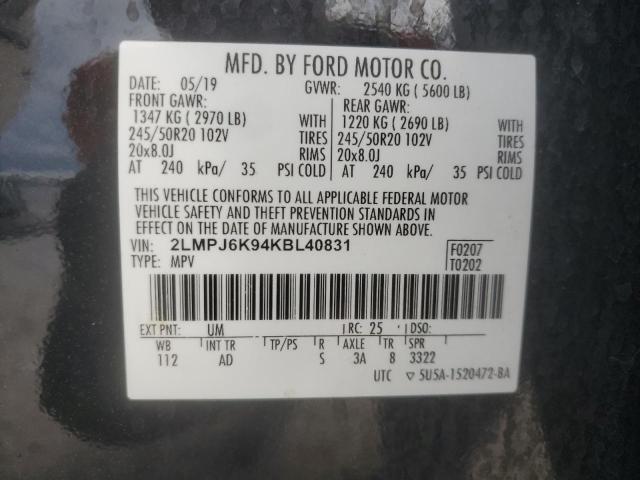 MFD. BY FORD MOTOR CO.
DATE: 05/19 GVWR: 2540 KG ( 5600 LB)
FRONT GAWR: REAR GAWR:
1347 KG ( 2970 LB) WITH 1220 KG ( 2690 LB) WITH
245/50R20 102V TIRES 245/50R20 102V TIRES
20x8.0J RIMS 20x8.0J RIMS
AT 240 kPa/ 35 PSI COLD AT 240 kPa/ 35 PSI COLD
THIS VEHICLE CONFORMS TO ALL APPLICABLE FEDERAL MOTOR
VEHICLE SAFETY AND THEFT PREVENTION STANDARDS IN
EFFECT ON THE DATE OF MANUFACTURE SHOWN ABOVE.
VIN: 2LMPJ6K94KBL40831 F0207
TYPE: MPV T0202
EXT PNT: UM RC: 25 DSO:
WB INT TR TP/PS R AXLE TR SPR
112 AD S 3A 8 3322
UTC ▽ 5U5A-1520472-BA